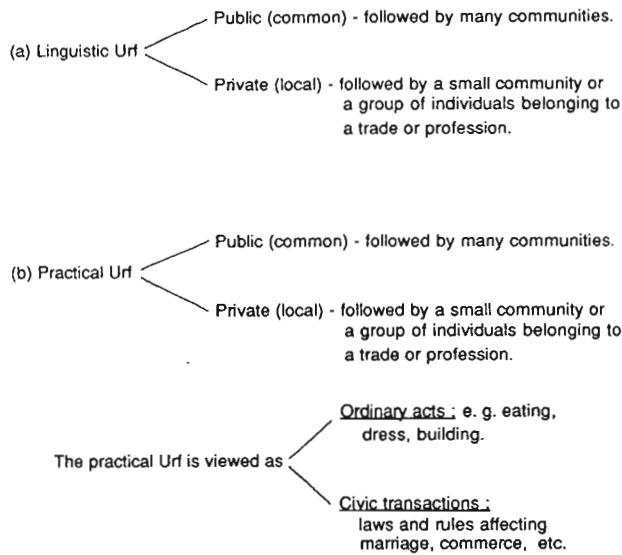 Public (common) - followed by many communities.
(a) Linguistic Urf
Private (local) - followed by a small community or
a group of individuals belonging to
a trade or profession.
Public (common) - followed by many communities.
(b) Practical Urf
Private (local) - followed by a small community or
a group of individuals belonging to
a trade or profession.
Ordinary acts : e. g. eating,
dress, building.
The practical Urf is viewed as
Civic transactions :
laws and rules affecting
marriage, commerce, etc.